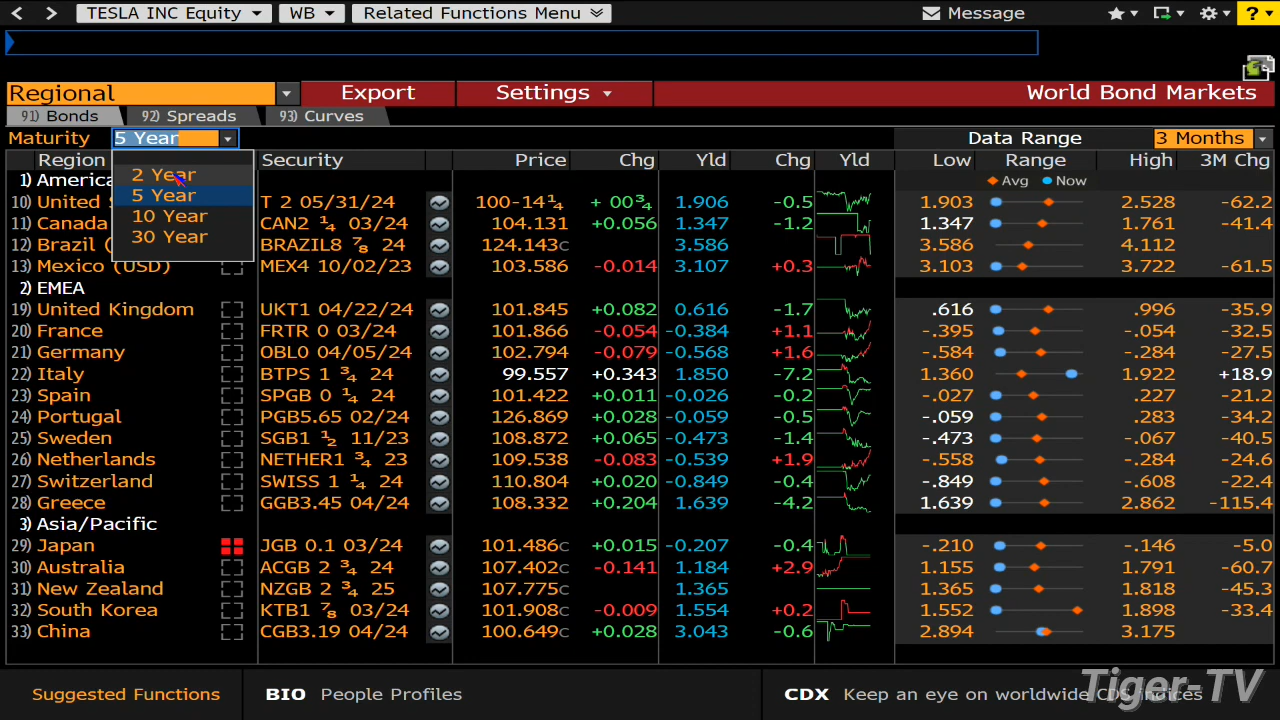 TESLA INC Equity WB Related Functions Menu Message ?
Regional Export Settings World Bond Markets
91) Bonds 92) Spreads 93) Curves
Maturity 5 Year Data Range 3 Months
Region Security Price Chg Yld Chg Yld Low Range High 3M Chg
2 Year
5 Year
10 Year
30 Year
1) America Avg Now
10) United T 2 05/31/24 100-14¼ + 00¾ 1.906 -0.5 1.903 2.528 -62.2
11) Canada CAN2 ¼ 03/24 104.131 +0.056 1.347 -1.2 1.347 1.761 -41.4
12) Brazil ( BRAZIL8 ⅞ 24 124.143c 3.586 3.586 4.112
13) Mexico (USD) MEX4 10/02/23 103.586 -0.014 3.107 +0.3 3.103 3.722 -61.5
2) EMEA
19) United Kingdom UKT1 04/22/24 101.845 +0.082 0.616 -1.7 .616 .996 -35.9
20) France FRTR 0 03/24 101.866 -0.054 -0.384 +1.1 -.395 -.054 -32.5
21) Germany OBL0 04/05/24 102.794 -0.079 -0.568 +1.6 -.584 -.284 -27.5
22) Italy BTPS 1 ¾ 24 99.557 +0.343 1.850 -7.2 1.360 1.922 +18.9
23) Spain SPGB 0 ¼ 24 101.422 +0.011 -0.026 -0.2 -.027 .227 -21.2
24) Portugal PGB5.65 02/24 126.869 +0.028 -0.059 -0.5 -.059 .283 -34.2
25) Sweden SGB1 ½ 11/23 108.872 +0.065 -0.473 -1.4 -.473 -.067 -40.5
26) Netherlands NETHER1 ¾ 23 109.538 -0.083 -0.539 +1.9 -.558 -.284 -24.6
27) Switzerland SWISS 1 ¼ 24 110.804 +0.020 -0.849 -0.4 -.849 -.608 -22.4
28) Greece GGB3.45 04/24 108.332 +0.204 1.639 -4.2 1.639 2.862 -115.4
3) Asia/Pacific
29) Japan JGB 0.1 03/24 101.486c +0.015 -0.207 -0.4 -.210 -.146 -5.0
30) Australia ACGB 2 ¾ 24 107.402c -0.141 1.184 +2.9 1.155 1.791 -60.7
31) New Zealand NZGB 2 ¾ 25 107.775c 1.365 1.365 1.818 -45.3
32) South Korea KTB1 ⅞ 03/24 101.908c -0.009 1.554 +0.2 1.552 1.898 -33.4
33) China CGB3.19 04/24 100.649c +0.028 3.043 -0.6 2.894 3.175
Suggested Functions BIO People Profiles CDX Keep an eye on worldwide CDS indices
Tiger-TV